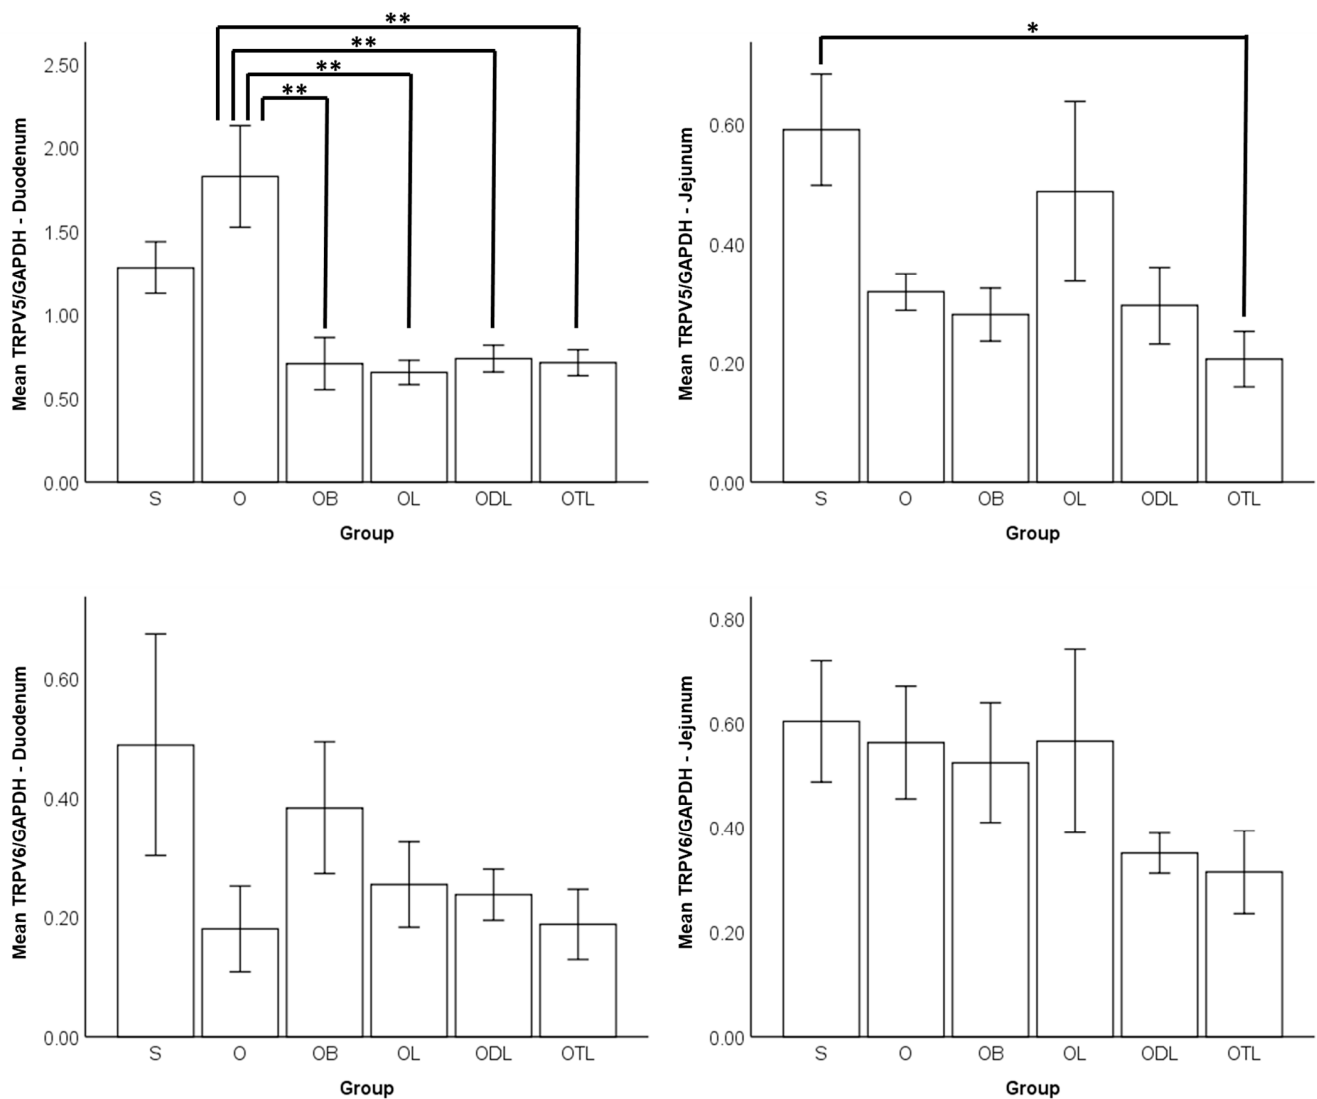 **
**
**
**
2.50
2.00
1.50
1.00
0.50
0.00
Mean TRPV5/GAPDH - Duodenum
S O OB OL ODL OTL
Group
*
0.60
0.40
0.20
0.00
Mean TRPV5/GAPDH - Jejunum
S O OB OL ODL OTL
Group
0.60
0.40
0.20
0.00
Mean TRPV6/GAPDH - Duodenum
S O OB OL ODL OTL
Group
0.80
0.60
0.40
0.20
0.00
Mean TRPV6/GAPDH - Jejunum
S O OB OL ODL OTL
Group